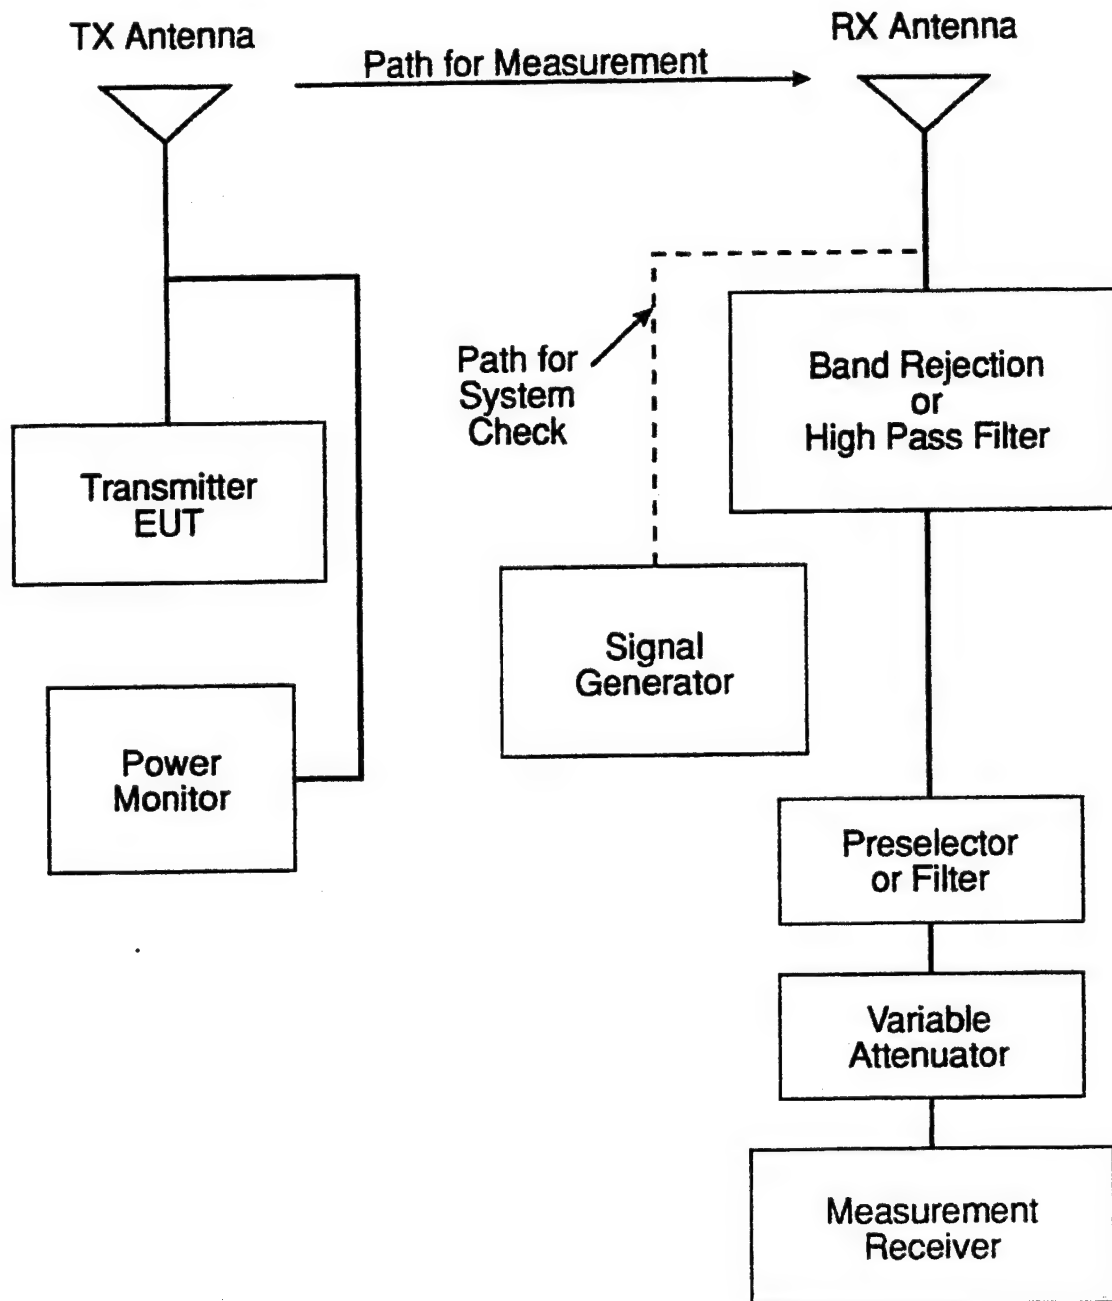 TX Antenna
Path for Measurement
RX Antenna
Path for
System
Check
Band Rejection
or
High Pass Filter
Transmitter
EUT
Signal
Generator
Power
Monitor
Preselector
or Filter
Variable
Attenuator
Measurement
Receiver